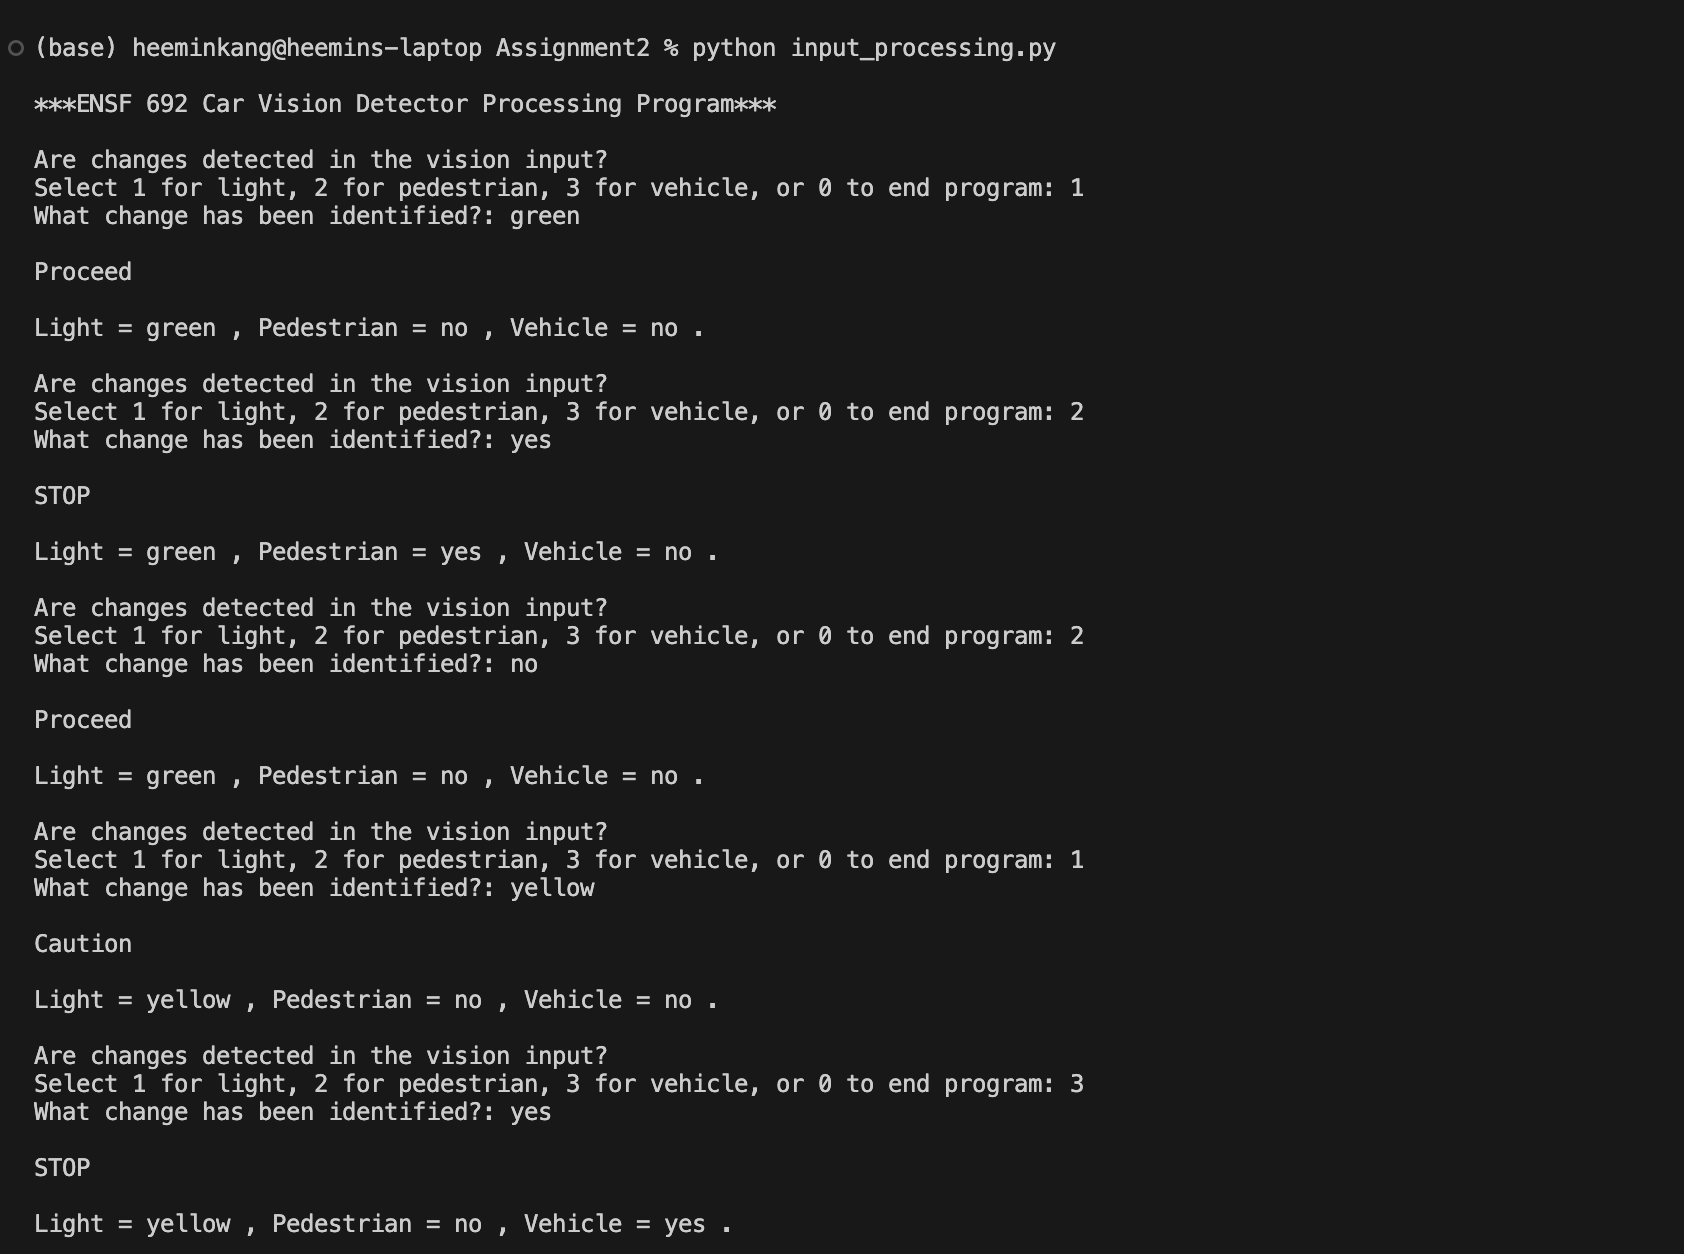 (base) heeminkang@heemins-laptop Assignment2 % python input_processing.py
***ENSF 692 Car Vision Detector Processing Program***
Are changes detected in the vision input?
Select 1 for light, 2 for pedestrian, 3 for vehicle, or 0 to end program: 1
What change has been identified?: green
Proceed
Light = green , Pedestrian = no , Vehicle = no .
Are changes detected in the vision input?
Select 1 for light, 2 for pedestrian, 3 for vehicle, or 0 to end program: 2
What change has been identified?: yes
STOP
Light = green , Pedestrian = yes , Vehicle = no .
Are changes detected in the vision input?
Select 1 for light, 2 for pedestrian, 3 for vehicle, or 0 to end program: 2
What change has been identified?: no
Proceed
Light = green , Pedestrian = no , Vehicle = no .
Are changes detected in the vision input?
Select 1 for light, 2 for pedestrian, 3 for vehicle, or 0 to end program: 1
What change has been identified?: yellow
Caution
Light = yellow , Pedestrian = no , Vehicle = no .
Are changes detected in the vision input?
Select 1 for light, 2 for pedestrian, 3 for vehicle, or 0 to end program: 3
What change has been identified?: yes
STOP
Light = yellow , Pedestrian = no , Vehicle = yes .